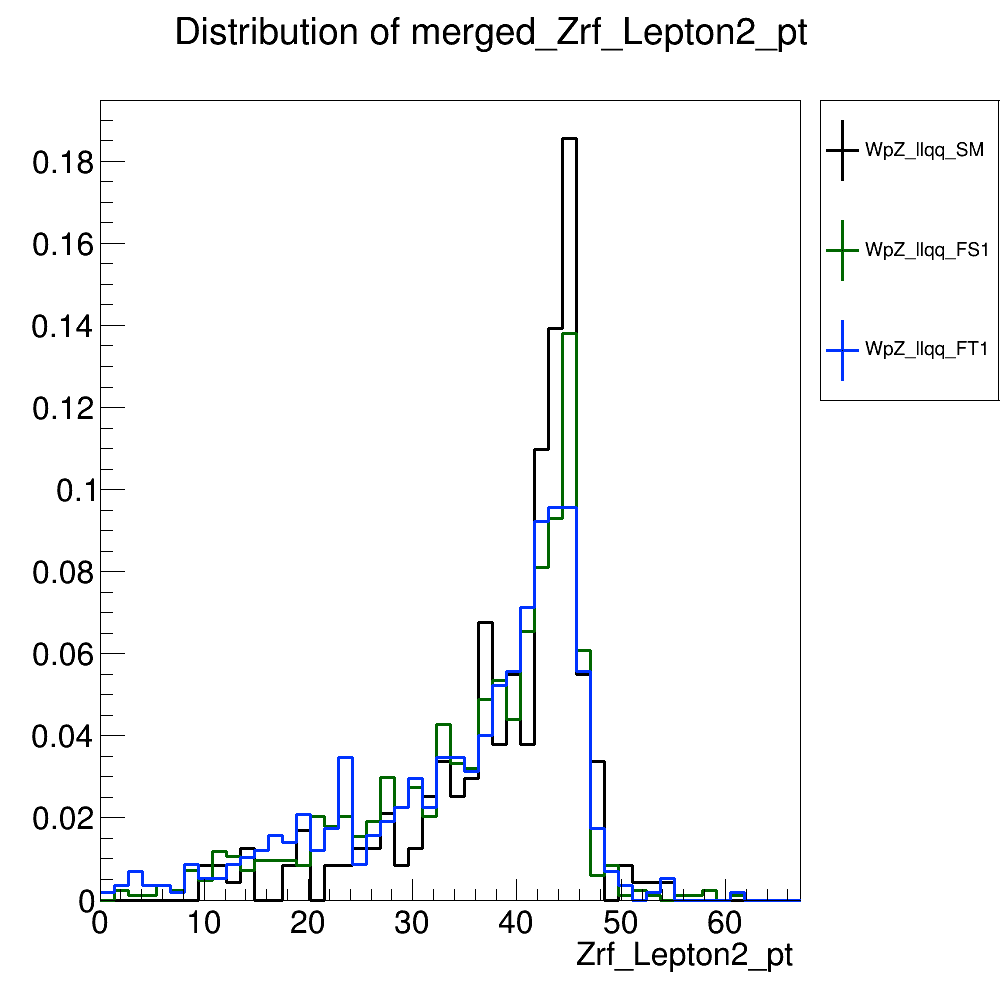 Distribution of merged_Zrf_Lepton2_pt
WpZ_llqq_SM
WpZ_llqq_FS1
WpZ_llqq_FT1
0.18
0.16
0.14
0.12
0.1
0.08
0.06
0.04
0.02
0
0 10 20 30 40 50 60
Zrf_Lepton2_pt